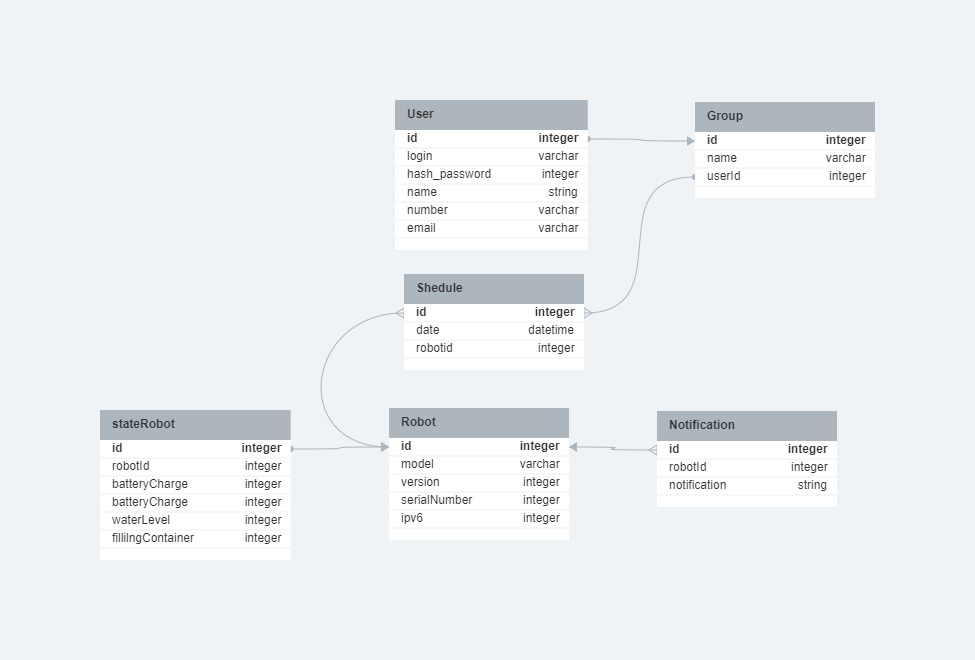 User
id integer
login varchar
hash_password integer
name string
number varchar
email varchar
Group
id integer
name varchar
userId integer
Shedule
id integer
date datetime
robotid integer
stateRobot
id integer
robotId integer
batteryCharge integer
batteryCharge integer
waterLevel integer
fillilngContainer integer
Robot
id integer
model varchar
version integer
serialNumber integer
ipv6 integer
Notification
id integer
robotId integer
notification string